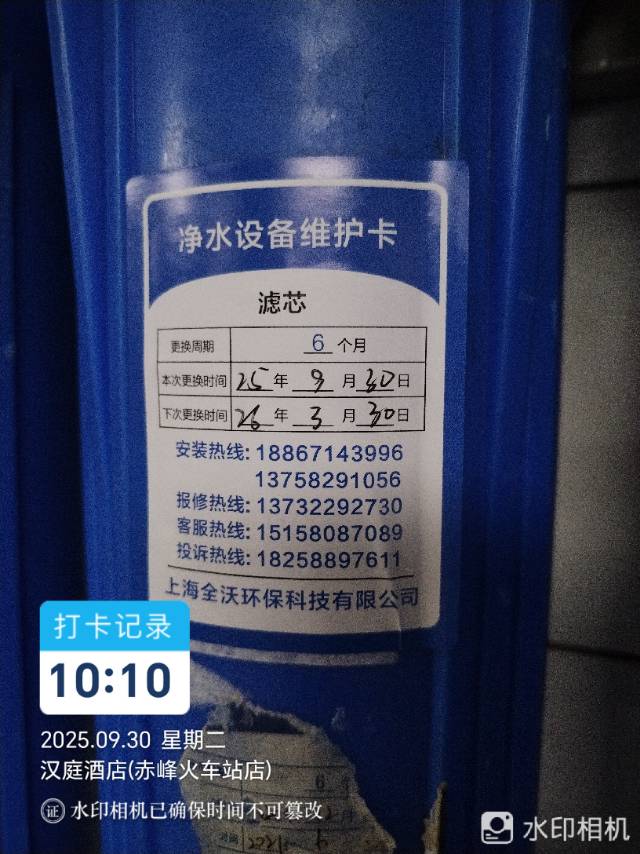 净水设备维护卡
滤芯
更换周期 6 个月
本次更换时间 25 年 9 月 30 日
下次更换时间 26 年 3 月 30 日
安装热线: 18867143996
13758291056
报修热线: 13732292730
客服热线: 15158087089
投诉热线: 18258897611
上海全沃环保科技有限公司
打卡记录
10:10
2025.09.30 星期二
汉庭酒店(赤峰火车站店)
证 水印相机已确保时间不可篡改
水印相机
6